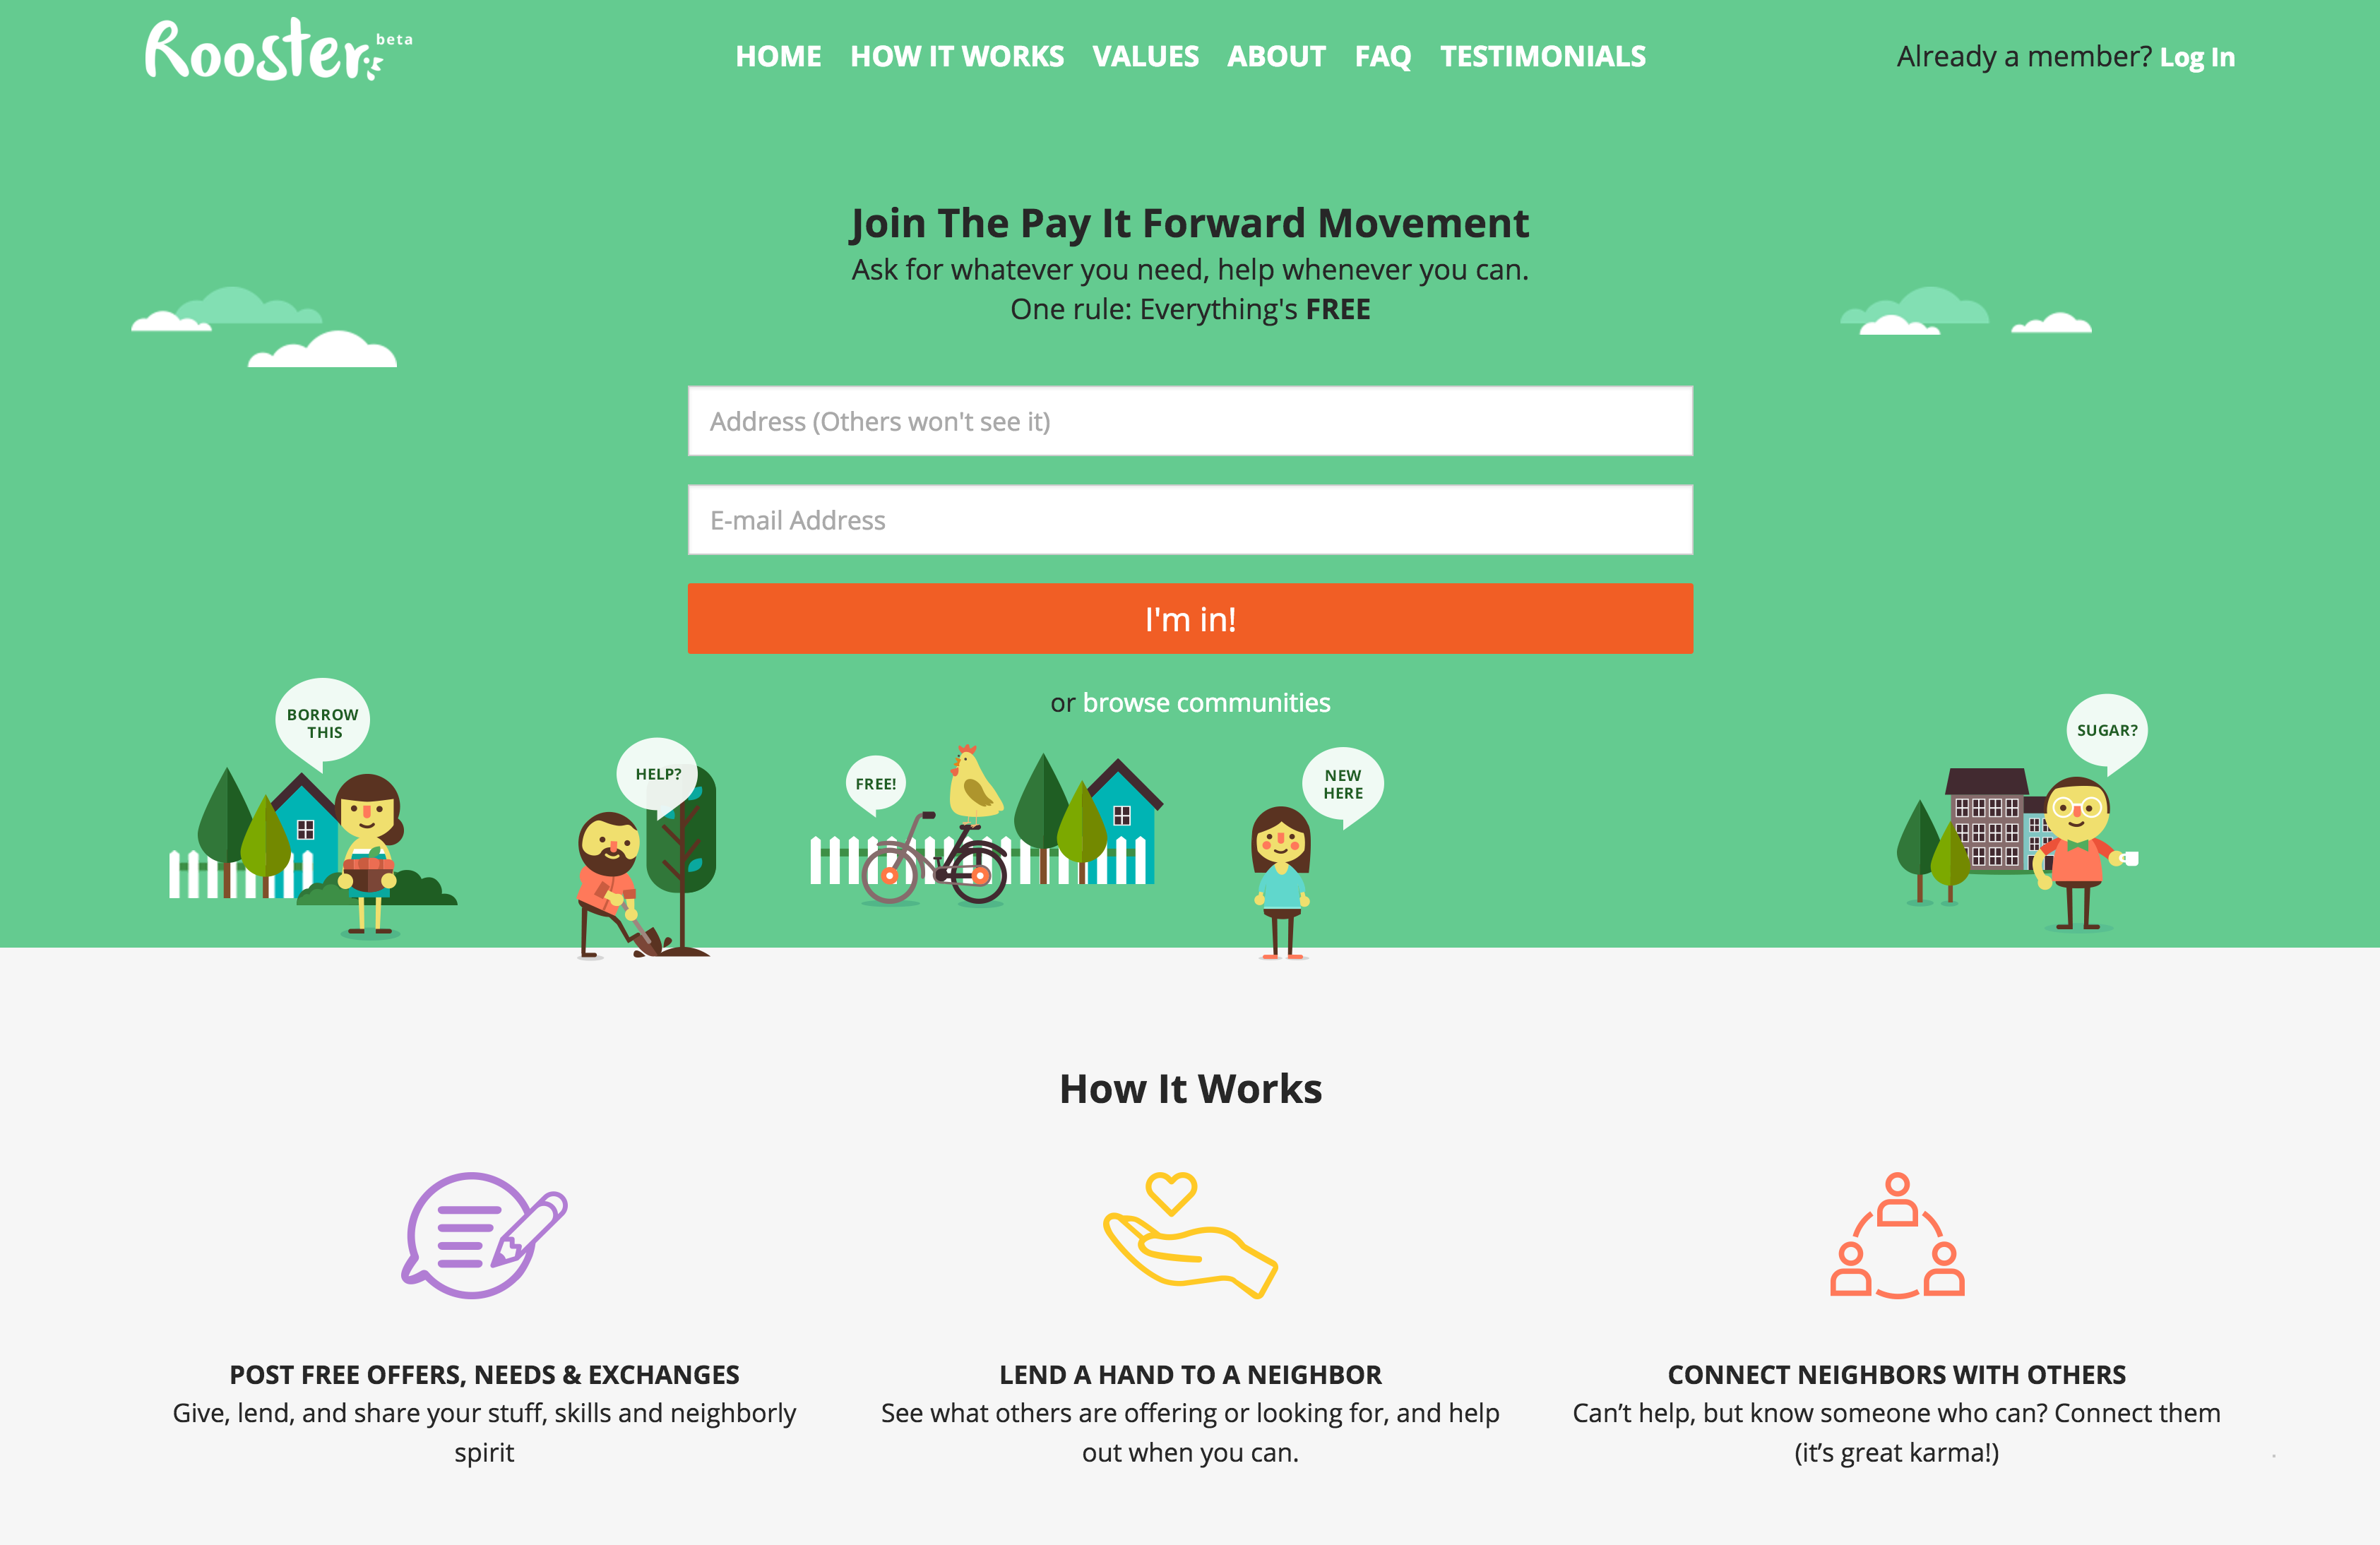 Rooster beta
HOME HOW IT WORKS VALUES ABOUT FAQ TESTIMONIALS
Already a member? Log In
Join The Pay It Forward Movement
Ask for whatever you need, help whenever you can.
One rule: Everything's FREE
Address (Others won't see it)
E-mail Address
I'm in!
or browse communities
BORROW
THIS
HELP?
FREE!
NEW
HERE
SUGAR?
How It Works
POST FREE OFFERS, NEEDS & EXCHANGES
Give, lend, and share your stuff, skills and neighborly
spirit
LEND A HAND TO A NEIGHBOR
See what others are offering or looking for, and help
out when you can.
CONNECT NEIGHBORS WITH OTHERS
Can’t help, but know someone who can? Connect them
(it’s great karma!)